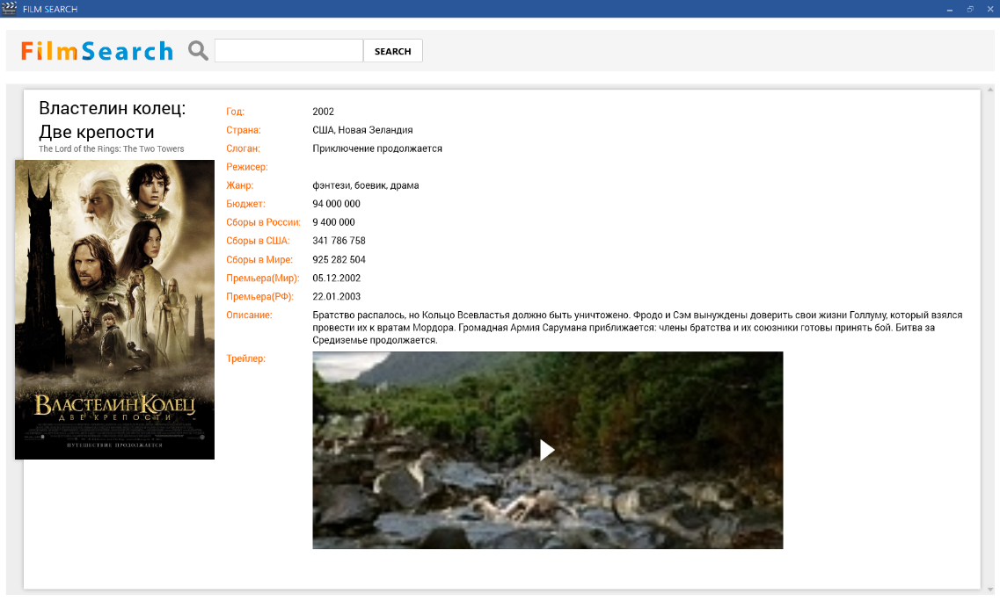 FILM SEARCH
FilmSearch
SEARCH
Властелин колец:
Две крепости
The Lord of the Rings: The Two Towers
ВЛАСТЕЛИН КОЛЕЦ
ДВЕ КРЕПОСТИ
ПУТЕШЕСТВИЕ ПРОДОЛЖАЕТСЯ
Год: 2002
Страна: США, Новая Зеландия
Слоган: Приключение продолжается
Режисер:
Жанр: фэнтези, боевик, драма
Бюджет: 94 000 000
Сборы в России: 9 400 000
Сборы в США: 341 786 758
Сборы в Мире: 925 282 504
Премьера(Мир): 05.12.2002
Премьера(РФ): 22.01.2003
Описание: Братство распалось, но Кольцо Всевластья должно быть уничтожено. Фродо и Сэм вынуждены доверить свои жизни Голлуму, который взялся
провести их к вратам Мордора. Громадная Армия Сарумана приближается: члены братства и их союзники готовы принять бой. Битва за
Средиземье продолжается.
Трейлер: